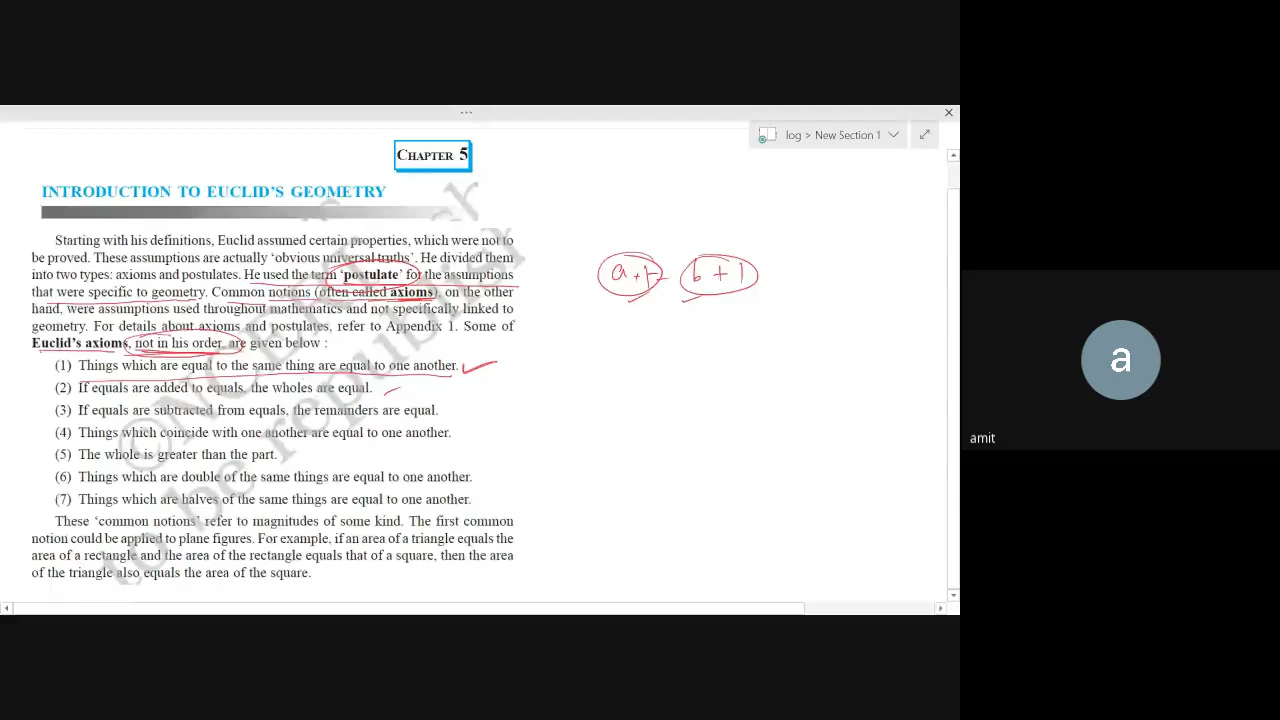 log > New Section 1
CHAPTER 5
INTRODUCTION TO EUCLID'S GEOMETRY
Starting with his definitions, Euclid assumed certain properties, which were not to
be proved. These assumptions are actually 'obvious universal truths'. He divided them
into two types: axioms and postulates. He used the term 'postulate' for the assumptions
that were specific to geometry. Common notions (often called axioms), on the other
hand, were assumptions used throughout mathematics and not specifically linked to
geometry. For details about axioms and postulates, refer to Appendix 1. Some of
Euclid's axioms, not in his order, are given below :
(1) Things which are equal to the same thing are equal to one another.
(2) If equals are added to equals, the wholes are equal.
(3) If equals are subtracted from equals, the remainders are equal.
(4) Things which coincide with one another are equal to one another.
(5) The whole is greater than the part.
(6) Things which are double of the same things are equal to one another.
(7) Things which are halves of the same things are equal to one another.
These 'common notions' refer to magnitudes of some kind. The first common
notion could be applied to plane figures. For example, if an area of a triangle equals the
area of a rectangle and the area of the rectangle equals that of a square, then the area
of the triangle also equals the area of the square.
b + 1
a
amit